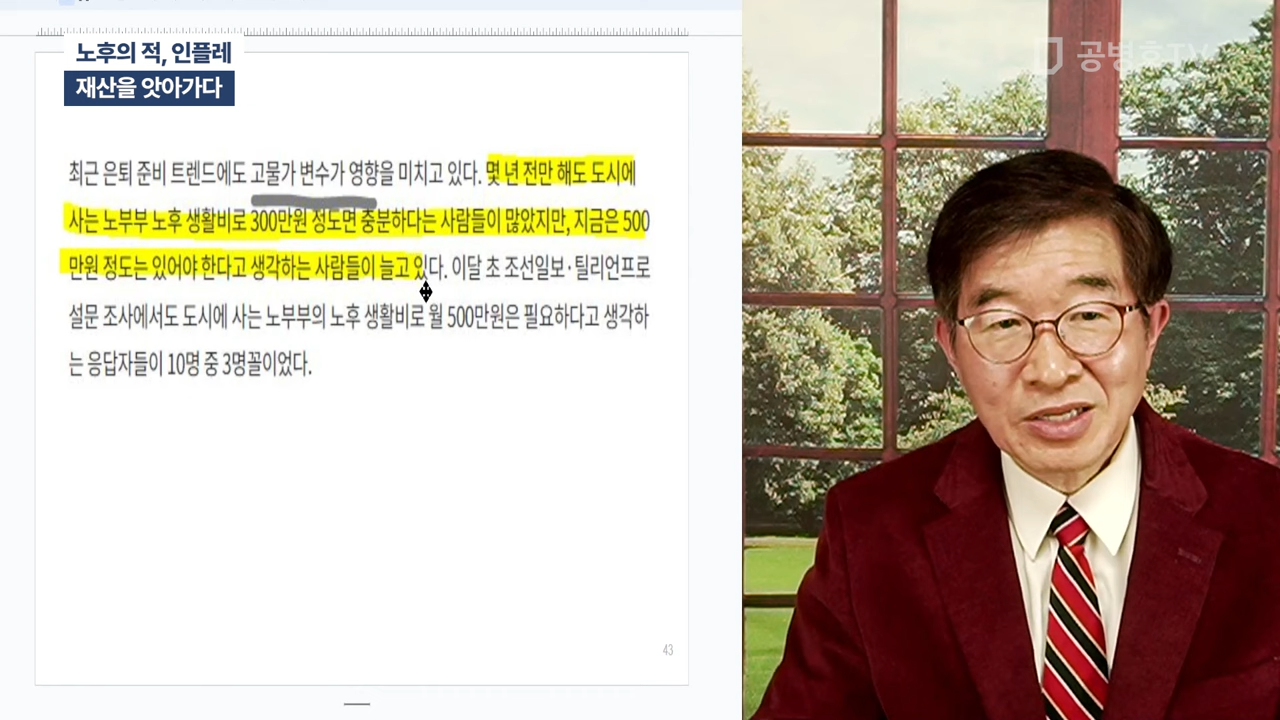 노후의 적, 인플레
재산을 앗아가다
공병호TV
최근 은퇴 준비 트렌드에도 고물가 변수가 영향을 미치고 있다. 몇 년 전만 해도 도시에
사는 노부부 노후 생활비로 300만원 정도면 충분하다는 사람들이 많았지만, 지금은 500
만원 정도는 있어야 한다고 생각하는 사람들이 늘고 있다. 이달 초 조선일보·틸리언프로
설문 조사에서도 도시에 사는 노부부의 노후 생활비로 월 500만원은 필요하다고 생각하
는 응답자들이 10명 중 3명꼴이었다.
43